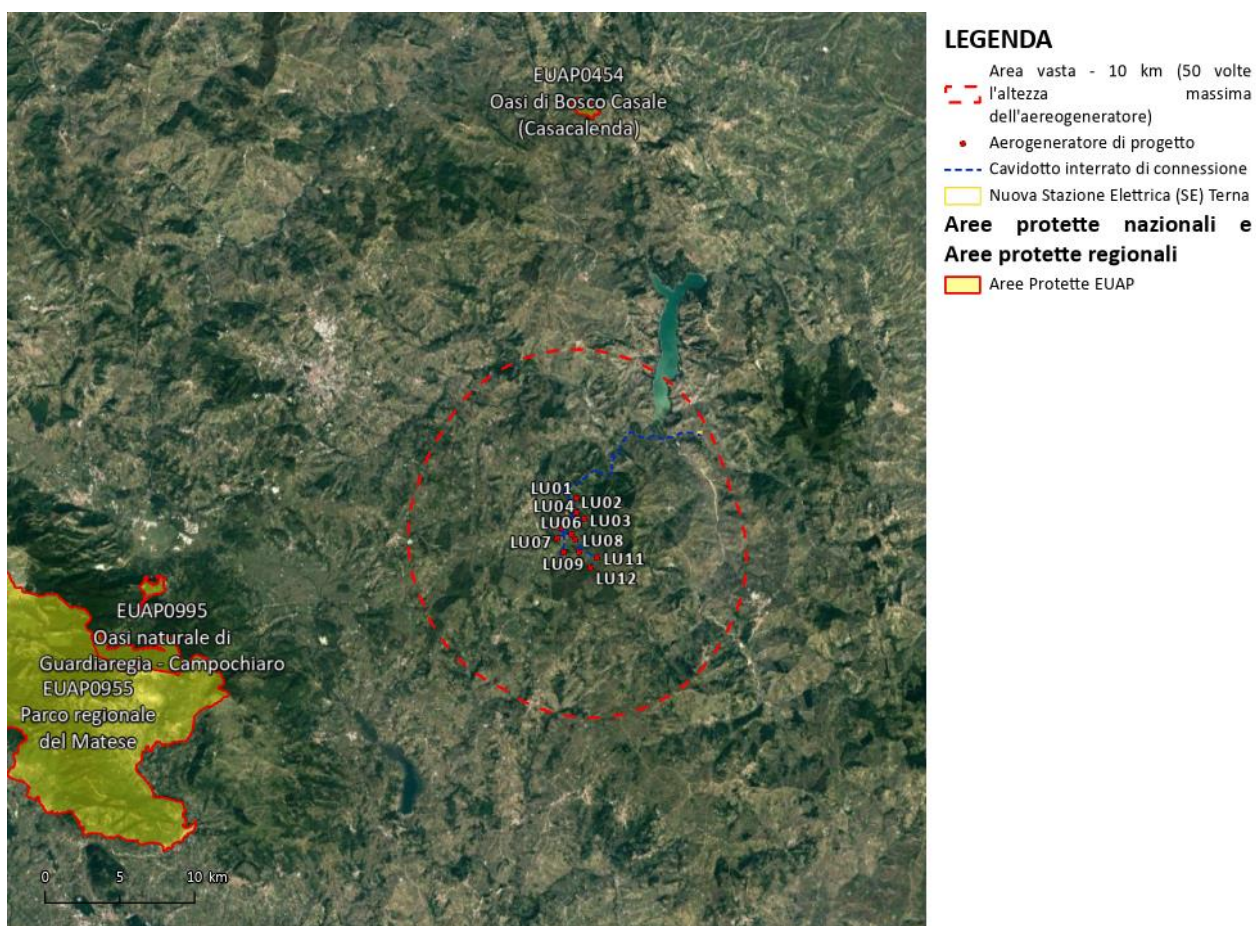 EUAP0454
Oasi di Bosco Casale
(Casacalenda)
LU01
LU02
LU04
LU03
LU06
LU07
LU08
LU09
LU11
LU12
EUAP0995
Oasi naturale di
Guardiaregia - Campochiaro
EUAP0955
Parco regionale
del Matese
0 5 10 km
LEGENDA
Area vasta - 10 km (50 volte
l'altezza massima
dell'aereogeneratore)
Aerogeneratore di progetto
Cavidotto interrato di connessione
Nuova Stazione Elettrica (SE) Terna
Aree protette nazionali e
Aree protette regionali
Aree Protette EUAP